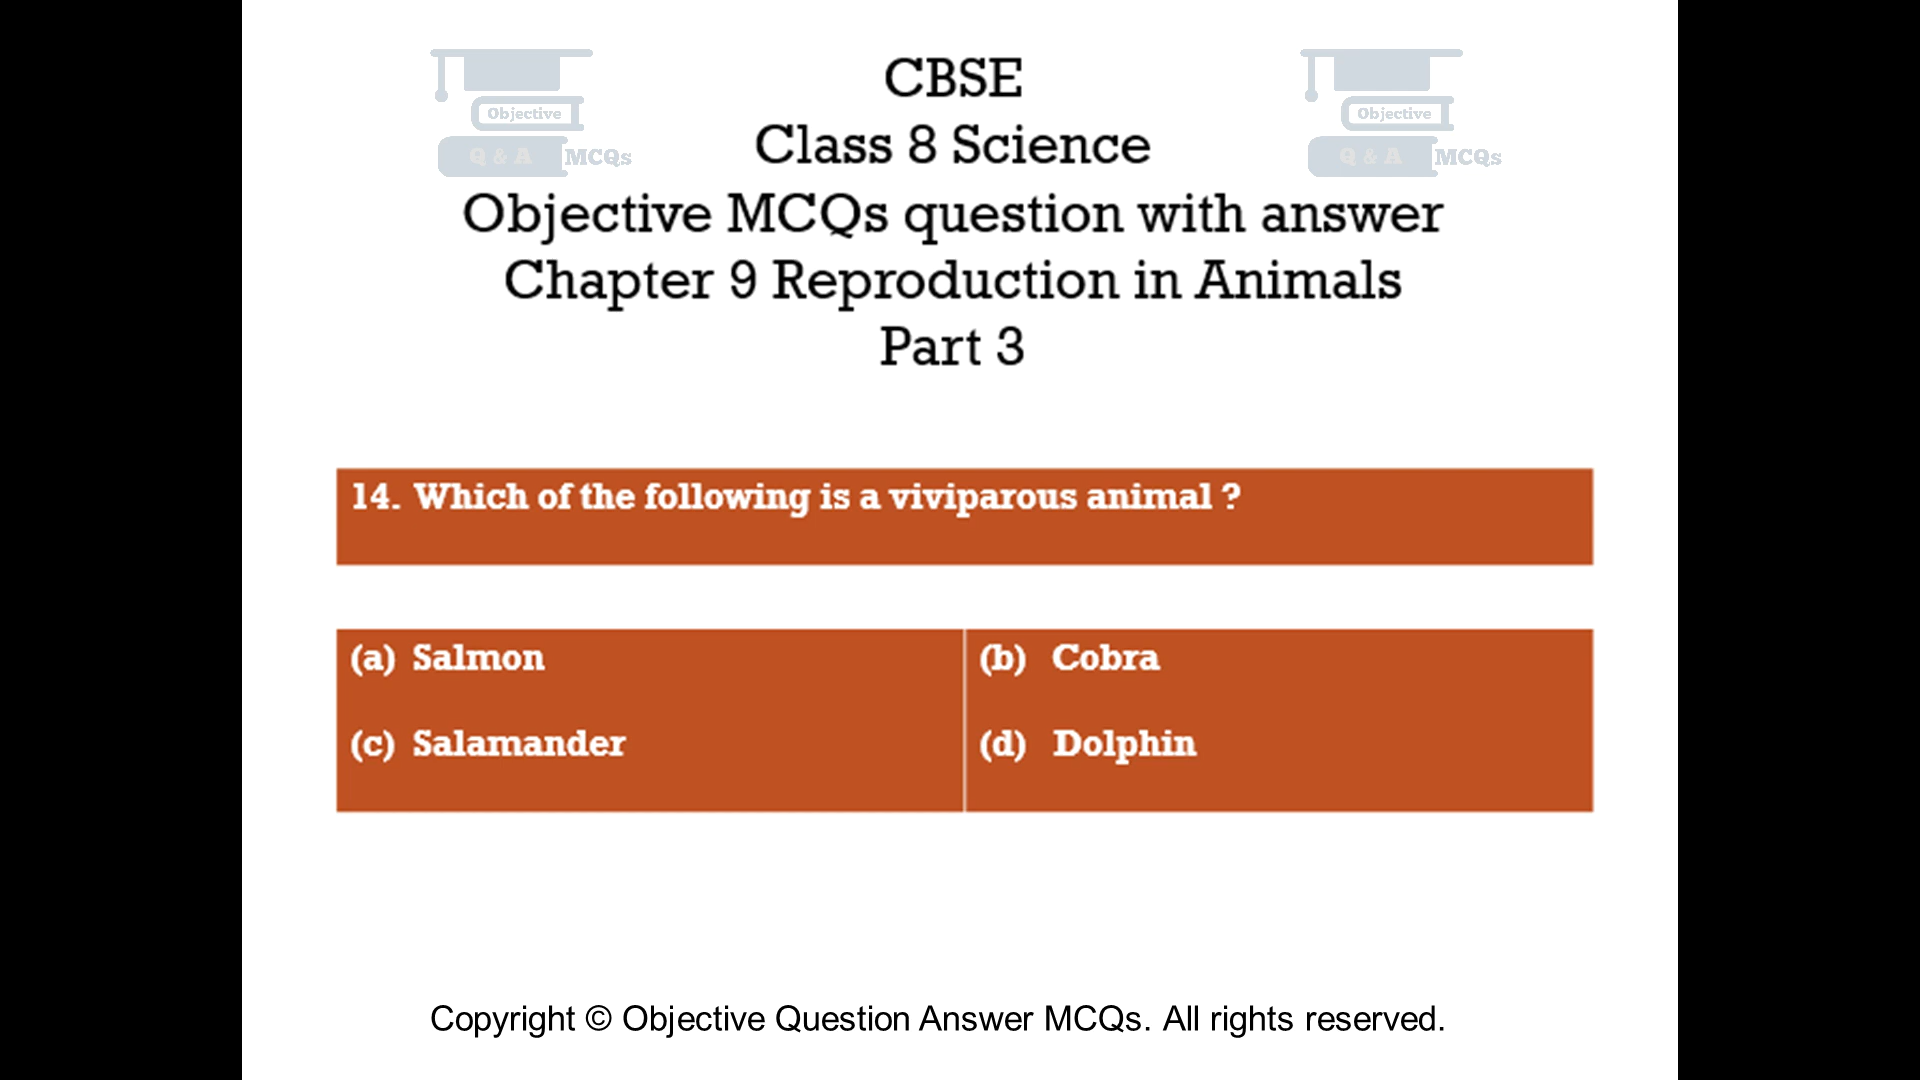 Objective
Q & A MCQs
Objective
Q & A MCQs
CBSE
Class 8 Science
Objective MCQs question with answer
Chapter 9 Reproduction in Animals
Part 3
14. Which of the following is a viviparous animal ?
(a) Salmon
(b) Cobra
(c) Salamander
(d) Dolphin
Copyright © Objective Question Answer MCQs. All rights reserved.